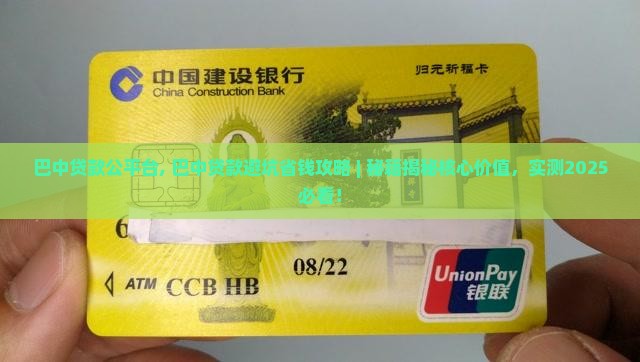 中国建设银行
China Construction Bank
归元祈福卡
巴中贷款公平台，巴中贷款避坑省钱攻略 | 秘籍揭秘核心价值，实测2025
必看！
6
08/22
ATM CCB HB
UnionPay
银联